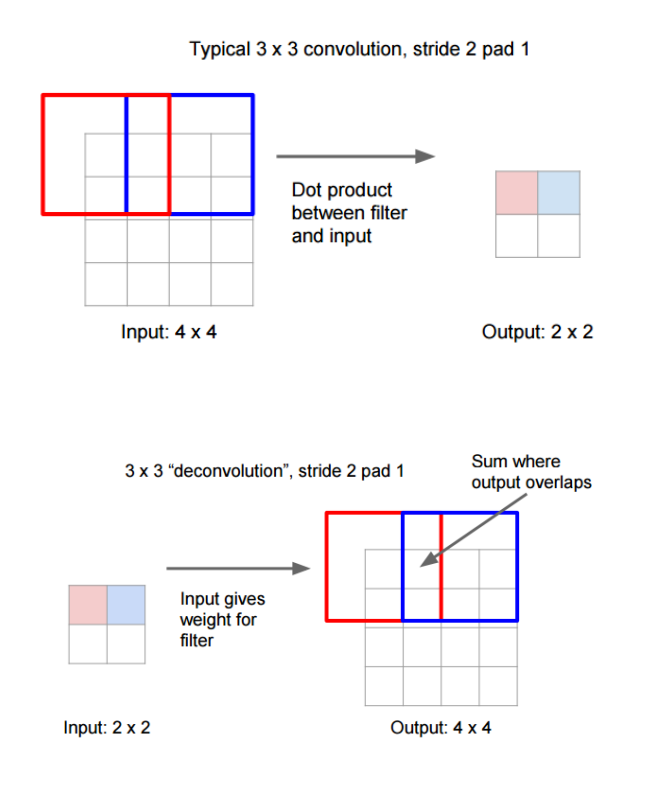 Typical 3 x 3 convolution, stride 2 pad 1
Dot product
between filter
and input
Input: 4 x 4
Output: 2 x 2
3 x 3 “deconvolution”, stride 2 pad 1
Sum where
output overlaps
Input gives
weight for
filter
Input: 2 x 2
Output: 4 x 4